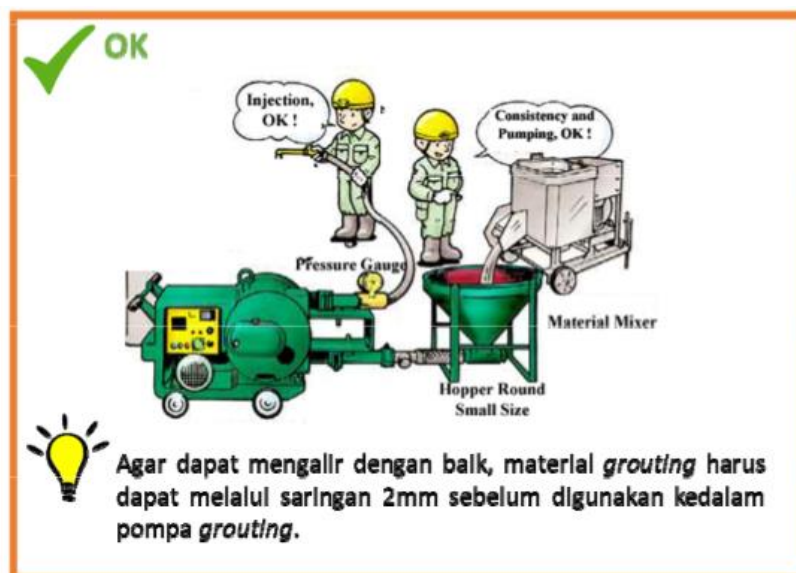 OK
Injection,
OK !
Consistency and
Pumping, OK !
Pressure Gauge
Material Mixer
Hopper Round
Small Size
Agar dapat mengalir dengan baik, material grouting harus
dapat melalui saringan 2mm sebelum digunakan kedalam
pompa grouting.